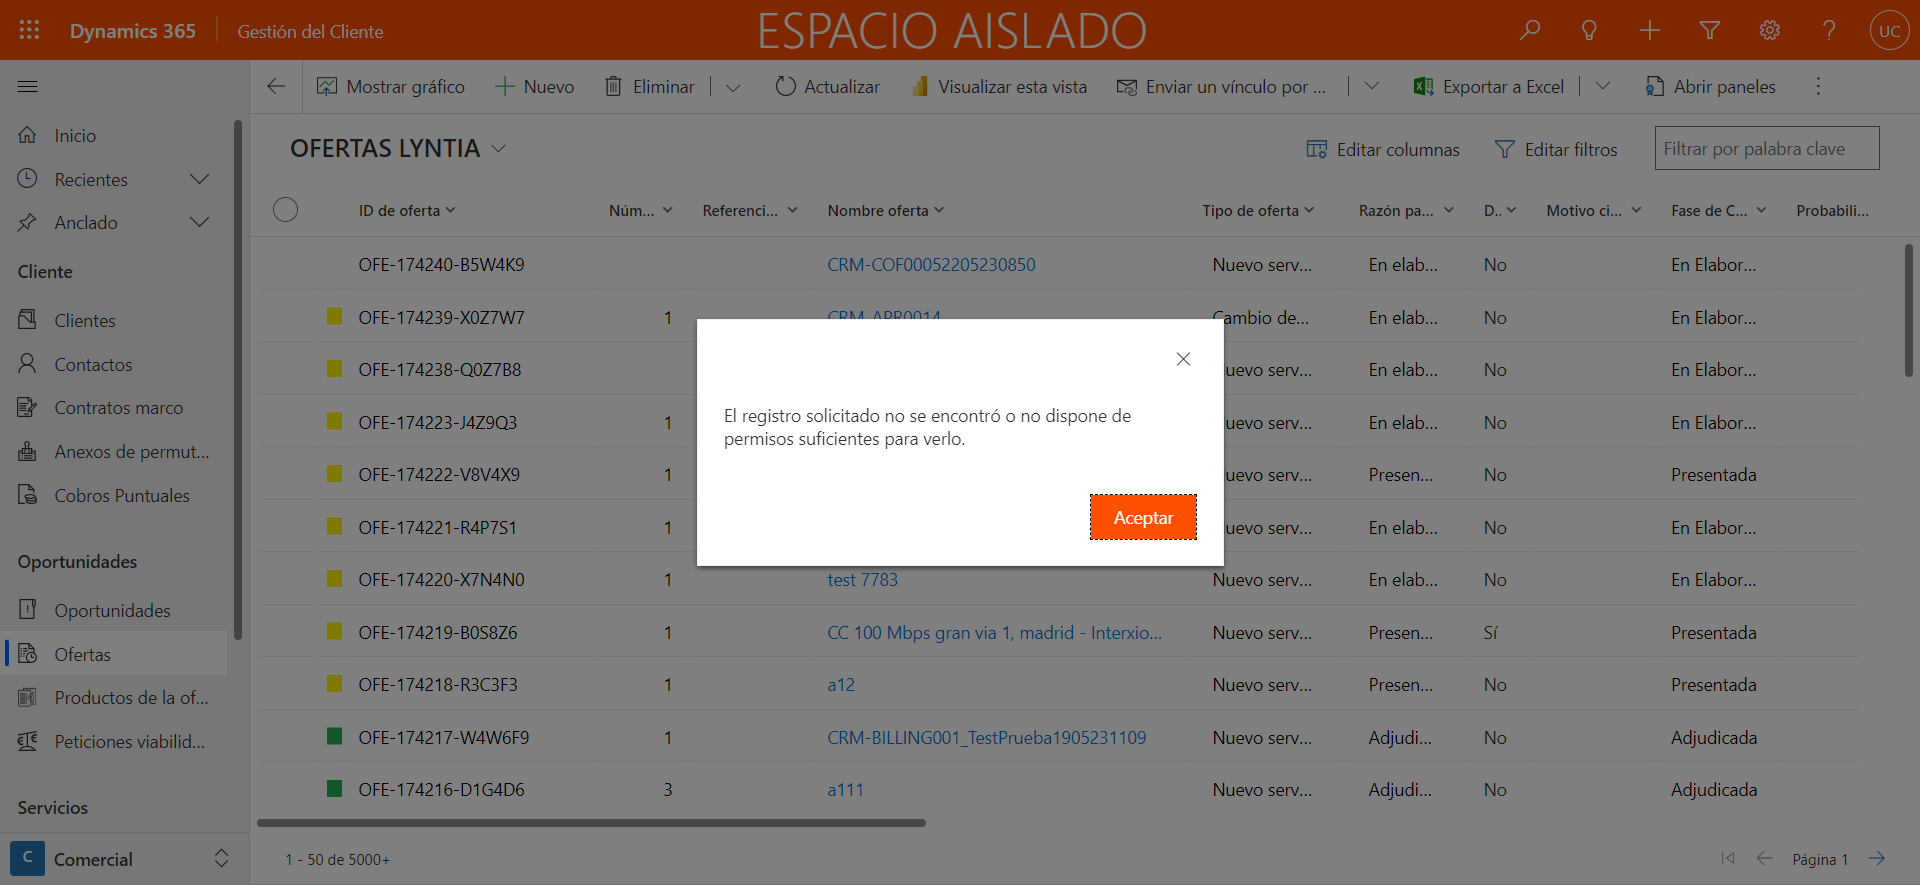 Dynamics 365
Gestión del Cliente
ESPACIO AISLADO
UC
Mostrar gráfico
Nuevo
Eliminar
Actualizar
Visualizar esta vista
Enviar un vínculo por ...
Exportar a Excel
Abrir paneles
Inicio
Recientes
Anclado
Cliente
Clientes
Contactos
Contratos marco
Anexos de permut...
Cobros Puntuales
Oportunidades
Oportunidades
Ofertas
Productos de la of...
Peticiones viabilid...
Servicios
C
Comercial
OFERTAS LYNTIA
Editar columnas
Editar filtros
Filtrar por palabra clave
ID de oferta Núm... Referenci... Nombre oferta Tipo de oferta Razón pa... D.. Motivo ci... Fase de C... Probabili...
OFE-174240-B5W4K9 CRM-COF00052205230850 Nuevo serv... En elab... No En Elabor...
OFE-174239-X0Z7W7 1 CRM-APR0014 Cambio de... En elab... No En Elabor...
OFE-174238-Q0Z7B8 uevo serv... En elab... No En Elabor...
OFE-174223-J4Z9Q3 1 uevo serv... En elab... No En Elabor...
OFE-174222-V8V4X9 1 uevo serv... Presen... No Presentada
OFE-174221-R4P7S1 1 uevo serv... En elab... No En Elabor...
OFE-174220-X7N4N0 1 test 7783 Nuevo serv... En elab... No En Elabor...
OFE-174219-B0S8Z6 1 CC 100 Mbps gran via 1, madrid - Interxio... Nuevo serv... Presen... Sí Presentada
OFE-174218-R3C3F3 1 a12 Nuevo serv... Presen... No Presentada
OFE-174217-W4W6F9 1 CRM-BILLING001_TestPrueba1905231109 Nuevo serv... Adjudi... No Adjudicada
OFE-174216-D1G4D6 3 a111 Nuevo serv... Adjudi... No Adjudicada
El registro solicitado no se encontró o no dispone de
permisos suficientes para verlo.
Aceptar
1 - 50 de 5000+
Página 1